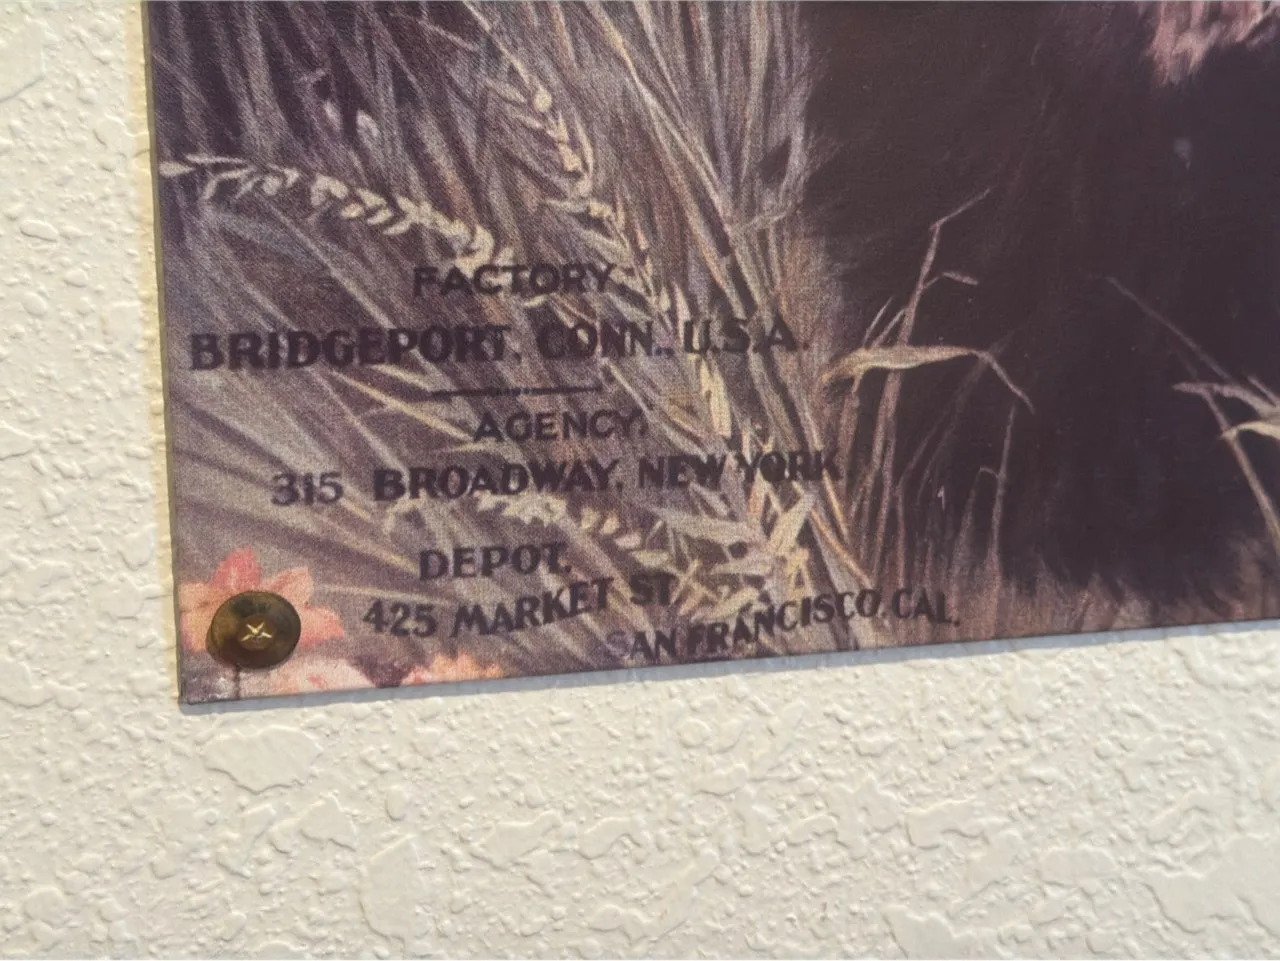 FACTORY,
BRIDGEPORT, CONN., U.S.A.
AGENCY,
315 BROADWAY, NEW YORK.
DEPOT,
425 MARKET ST.
SAN FRANCISCO, CAL.